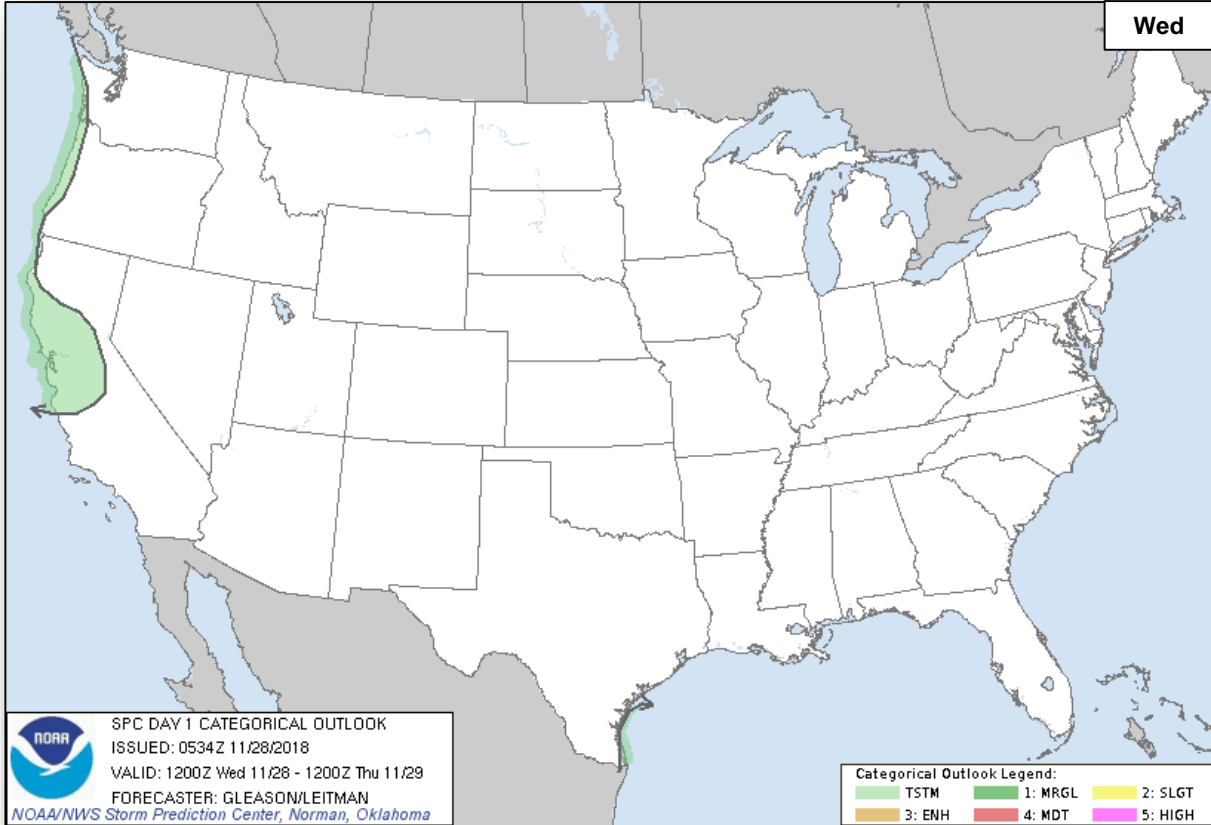 Wed
NOAA
SPC DAY 1 CATEGORICAL OUTLOOK
ISSUED: 0534Z 11/28/2018
VALID: 1200Z Wed 11/28 - 1200Z Thu 11/29
FORECASTER: GLEASON/LEITMAN
NOAA/NWS Storm Prediction Center, Norman, Oklahoma
Categorical Outlook Legend:
TSTM 1: MRGL 2: SLGT
3: ENH 4: MDT 5: HIGH